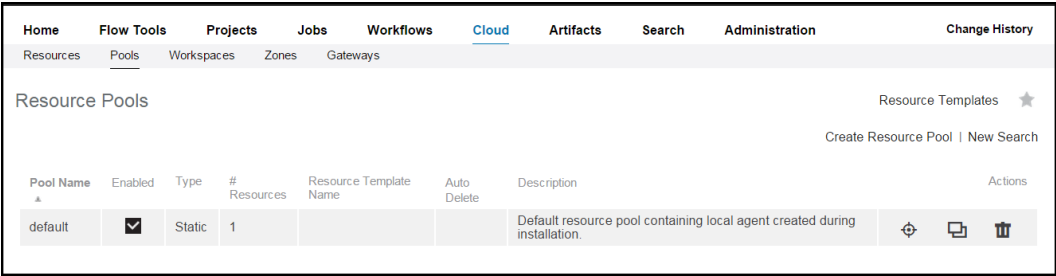 Home Flow Tools Projects Jobs Workflows Cloud Artifacts Search Administration Change History
Resources Pools Workspaces Zones Gateways
Resource Pools
Resource Templates
Create Resource Pool | New Search
Pool Name Enabled Type # Resources Resource Template Name Auto Delete Description Actions
default Static 1 Default resource pool containing local agent created during
installation.